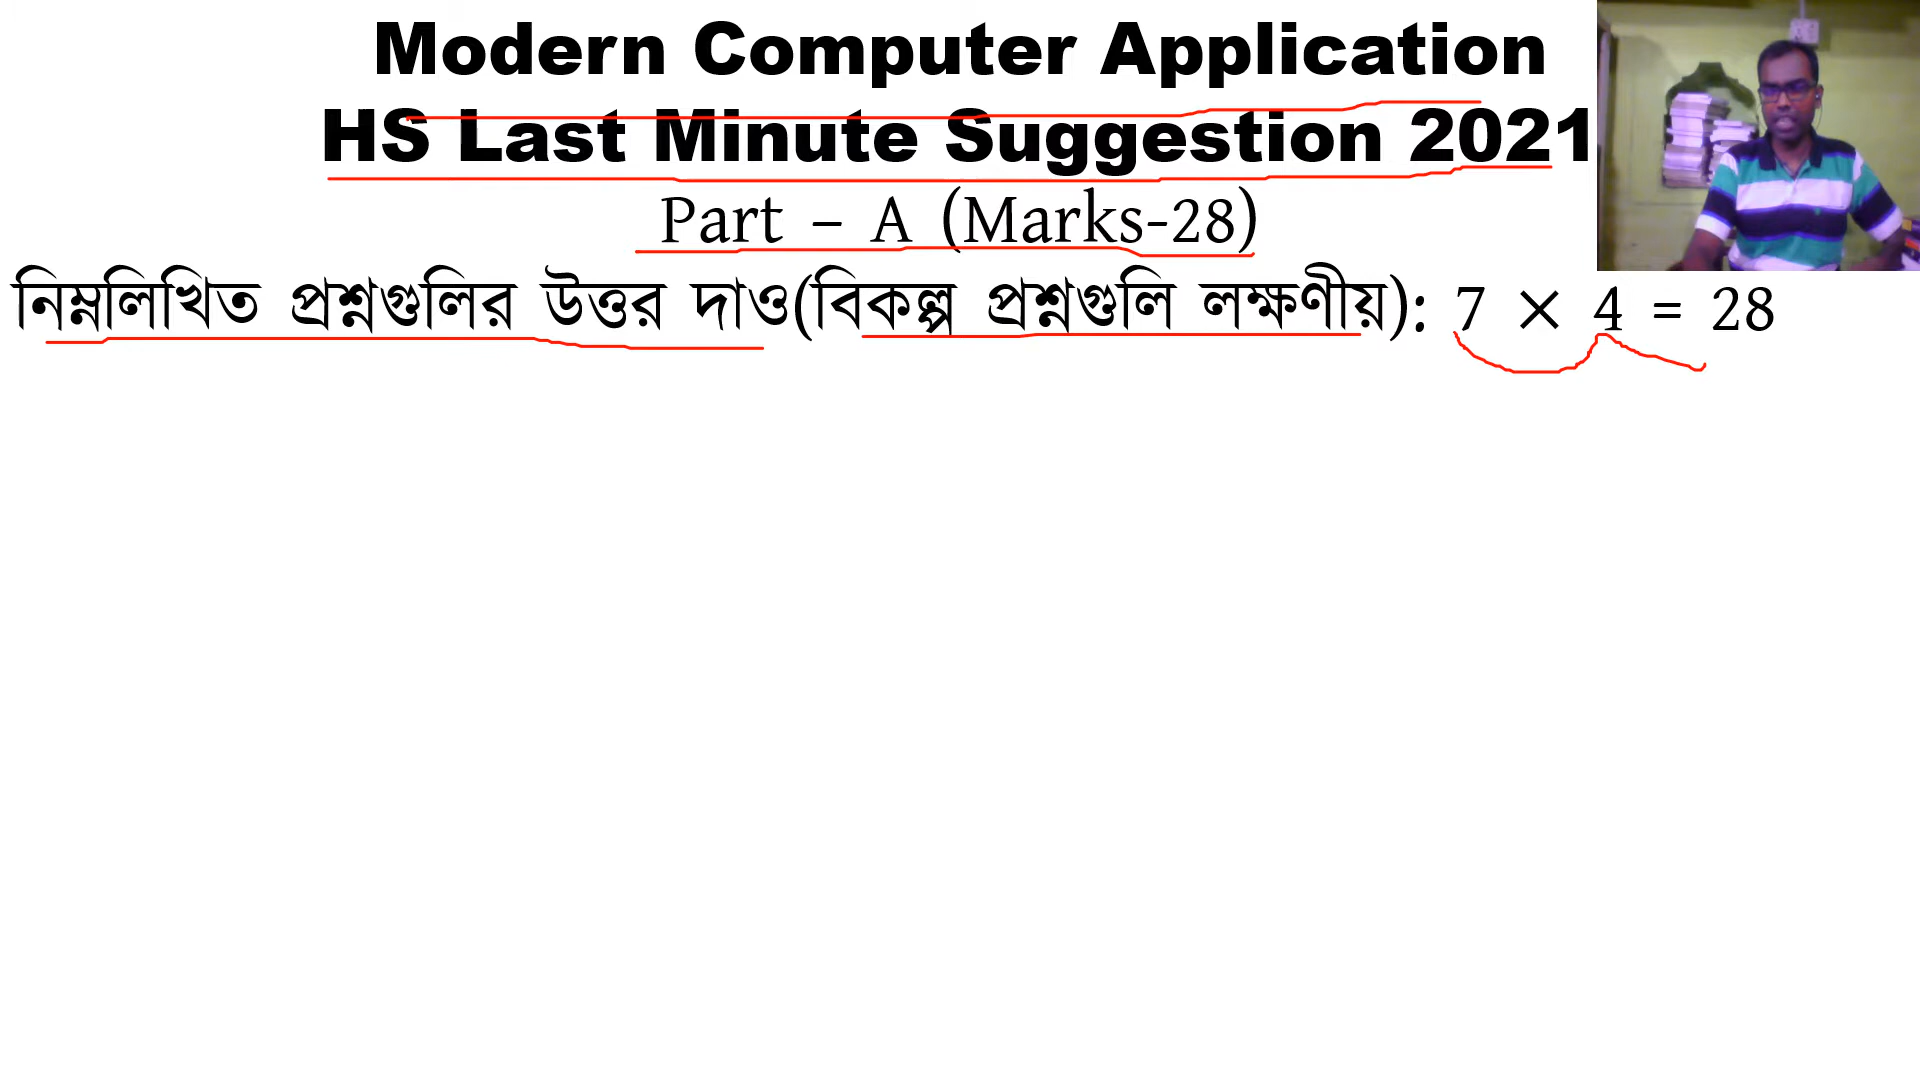 Modern Computer Application
HS Last Minute Suggestion 2021
Part – A (Marks-28)
নিম্নলিখিত প্রশ্নগুলির উত্তর দাও(বিকল্প প্রশ্নগুলি লক্ষণীয়): 7 × 4 = 28